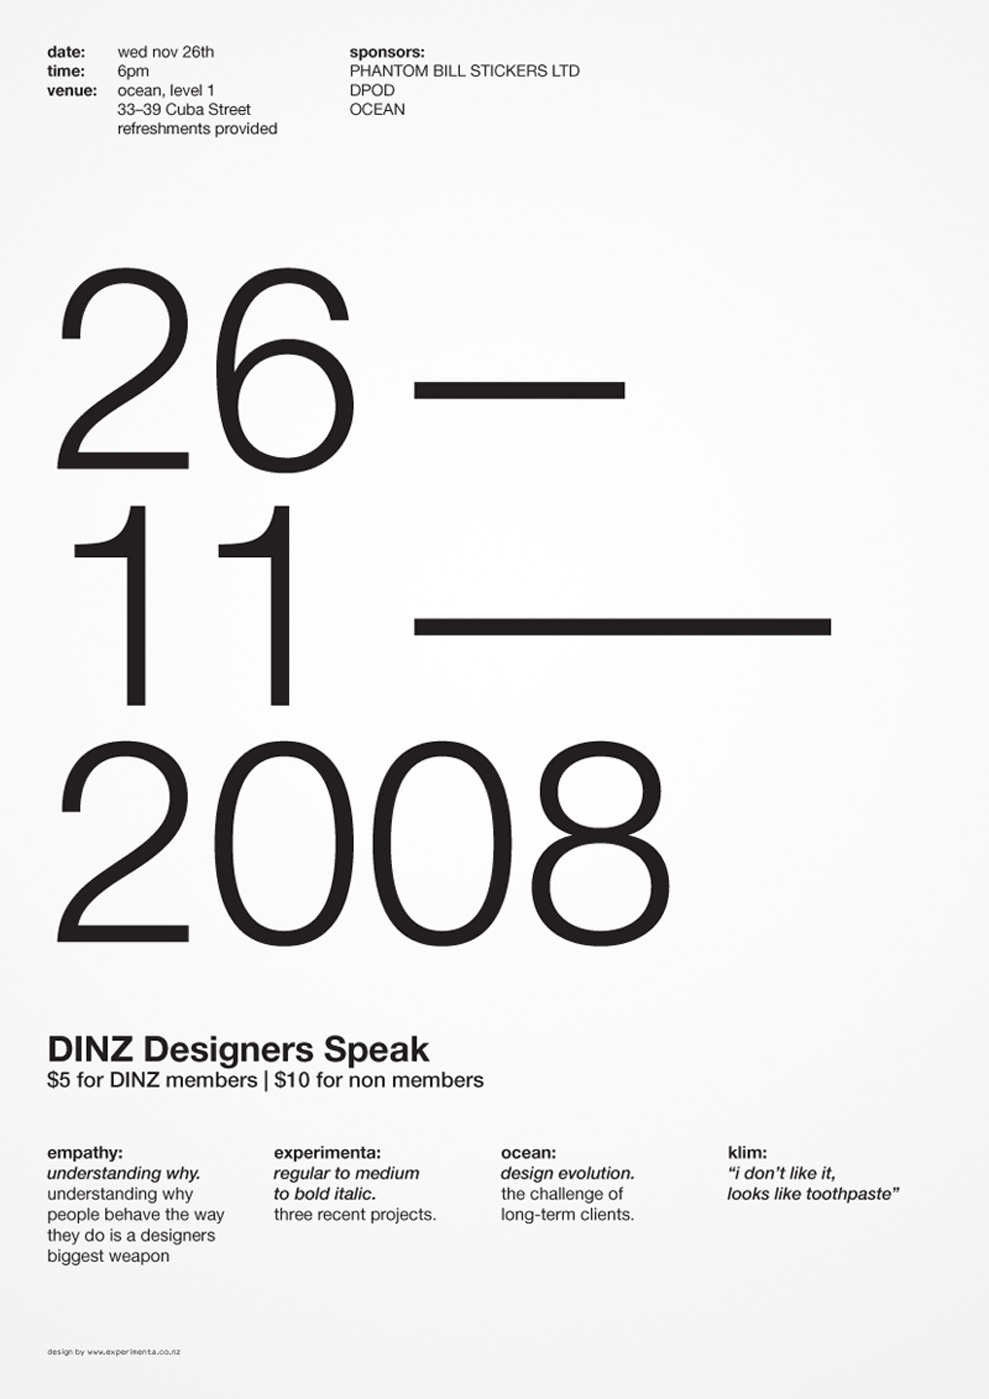 date: wed nov 26th
time: 6pm
venue: ocean, level 1
33–39 Cuba Street
refreshments provided
sponsors:
PHANTOM BILL STICKERS LTD
DPOD
OCEAN
26 —
11 —
2008
DINZ Designers Speak
$5 for DINZ members | $10 for non members
empathy:
understanding why.
understanding why
people behave the way
they do is a designers
biggest weapon
experimenta:
regular to medium
to bold italic.
three recent projects.
ocean:
design evolution.
the challenge of
long-term clients.
klim:
“i don’t like it,
looks like toothpaste”
design by www.experimenta.co.nz